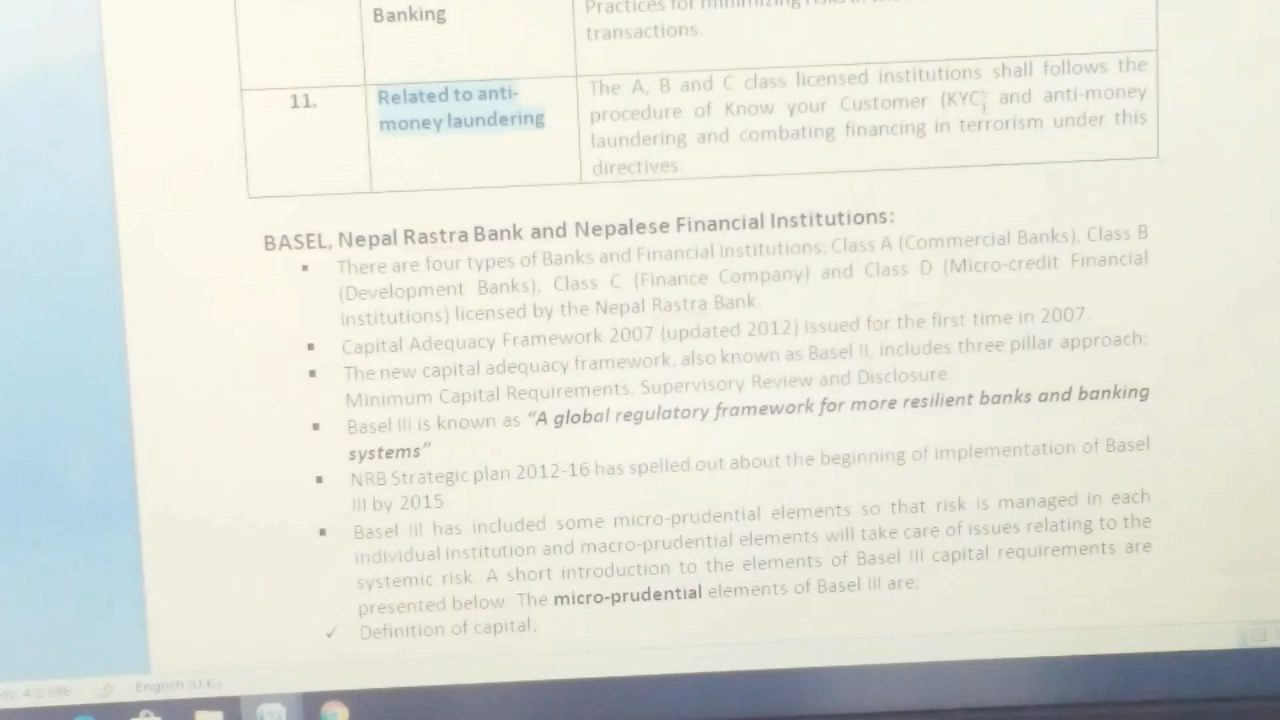 Banking
Practices for minimizing risks in
transactions.
11.
Related to anti-
money laundering
The A, B and C class licensed institutions shall follows the
procedure of Know your Customer (KYC) and anti-money
laundering and combating financing in terrorism under this
directives.
BASEL, Nepal Rastra Bank and Nepalese Financial Institutions:
▪ There are four types of Banks and Financial Institutions; Class A (Commercial Banks), Class B
(Development Banks), Class C (Finance Company) and Class D (Micro-credit Financial
Institutions) licensed by the Nepal Rastra Bank.
▪ Capital Adequacy Framework 2007 (updated 2012) issued for the first time in 2007.
▪ The new capital adequacy framework, also known as Basel II, includes three pillar approach;
Minimum Capital Requirements, Supervisory Review and Disclosure.
▪ Basel III is known as “A global regulatory framework for more resilient banks and banking
systems”
▪ NRB Strategic plan 2012-16 has spelled out about the beginning of implementation of Basel
III by 2015.
▪ Basel III has included some micro-prudential elements so that risk is managed in each
individual institution and macro-prudential elements will take care of issues relating to the
systemic risk. A short introduction to the elements of Basel III capital requirements are
presented below. The micro-prudential elements of Basel III are;
✓ Definition of capital;
English (U.K.)